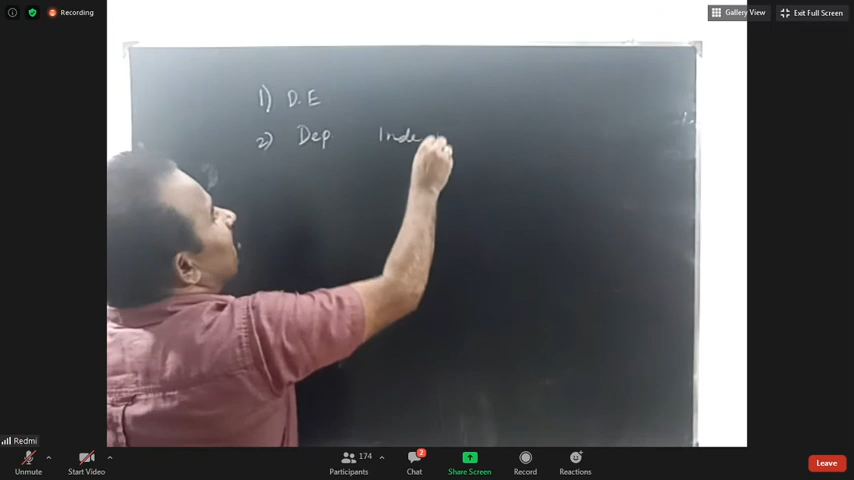 Recording
Gallery View
Exit Full Screen
1) D.E
2) Dep. Inde
Redmi
Unmute
Start Video
174
Participants
2
Chat
Share Screen
Record
Reactions
Leave